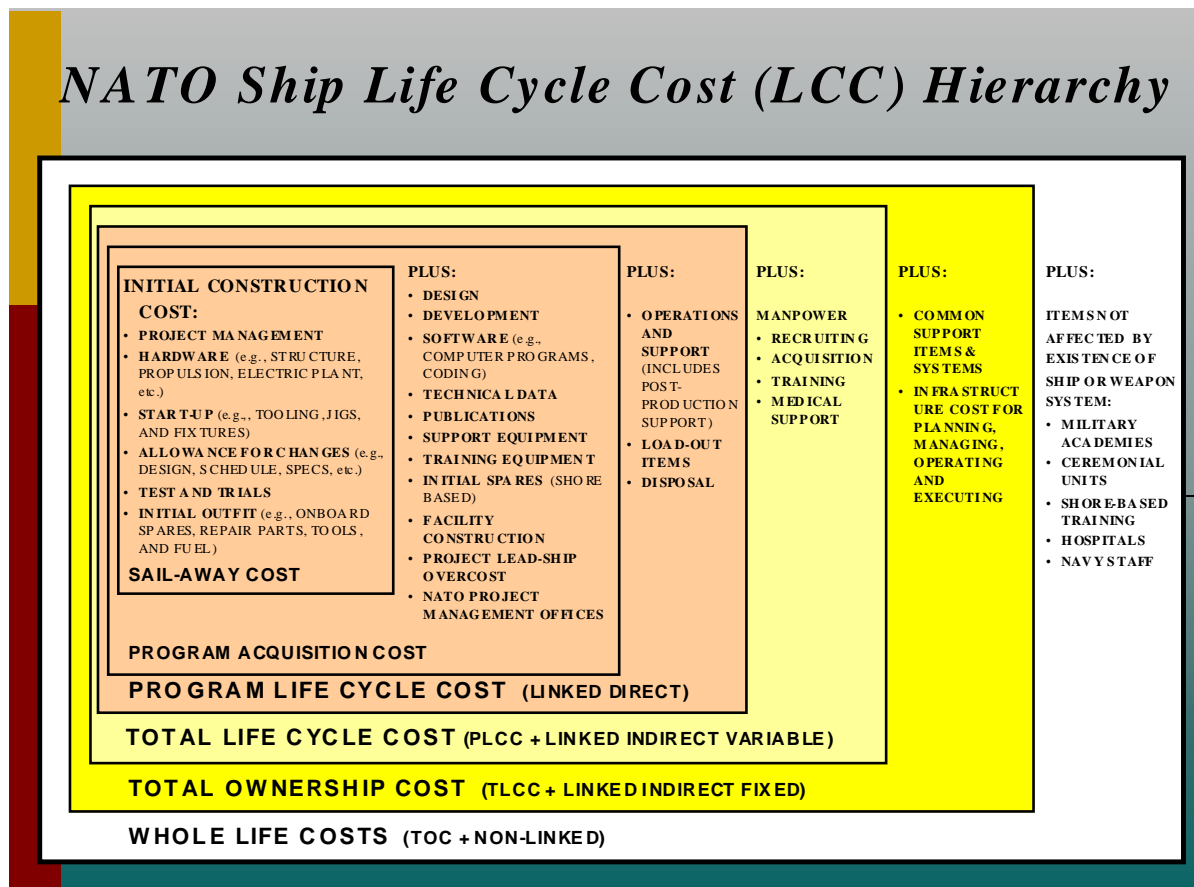 NATO Ship Life Cycle Cost (LCC) Hierarchy
INITIAL CONSTRUCTION
COST:
• PROJECT MANAGEMENT
• HARDWARE (e.g., STRUCTURE,
PROPULSION, ELECTRIC PLANT,
etc.)
• START-UP (e.g.,, TOOLING, JIGS,
AND FIXTURES)
• ALLOWANCE FOR CHANGES (e.g.,
DESIGN, SCHEDULE, SPECS, etc.)
• TEST AND TRIALS
• INITIAL OUTFIT (e.g., ONBOARD
SPARES, REPAIR PARTS, TOOLS,
AND FUEL)
SAIL-AWAY COST
PLUS:
• DESIGN
• DEVELOPMENT
• SOFTWARE (e.g.,
COMPUTER PROGRAMS,
CODING)
• TECHNICAL DATA
• PUBLICATIONS
• SUPPORT EQUIPMENT
• TRAINING EQUIPMENT
• INITIAL SPARES (SHORE
BASED)
• FACILITY
CONSTRUCTION
• PROJECT LEAD-SHIP
OVERCOST
• NATO PROJECT
MANAGEMENT OFFICES
PROGRAM ACQUISITION COST
PLUS:
• OPERATIONS
AND
SUPPORT
(INCLUDES
POST-
PRODUCTION
SUPPORT)
• LOAD-OUT
ITEMS
• DISPOSAL
PROGRAM LIFE CYCLE COST (LINKED DIRECT)
PLUS:
MANPOWER
• RECRUITING
• ACQUISITION
• TRAINING
• MEDICAL
SUPPORT
TOTAL LIFE CYCLE COST (PLCC + LINKED INDIRECT VARIABLE)
PLUS:
• COMMON
SUPPORT
ITEMS &
SYSTEMS
• INFRASTRUCT
URE COST FOR
PLANNING,
MANAGING,
OPERATING
AND
EXECUTING
TOTAL OWNERSHIP COST (TLCC + LINKED INDIRECT FIXED)
PLUS:
ITEMS NOT
AFFECTED BY
EXISTENCE OF
SHIP OR WEAPON
SYSTEM:
• MILITARY
ACADEMIES
• CEREMONIAL
UNITS
• SHORE-BASED
TRAINING
• HOSPITALS
• NAVY STAFF
WHOLE LIFE COSTS (TOC + NON-LINKED)